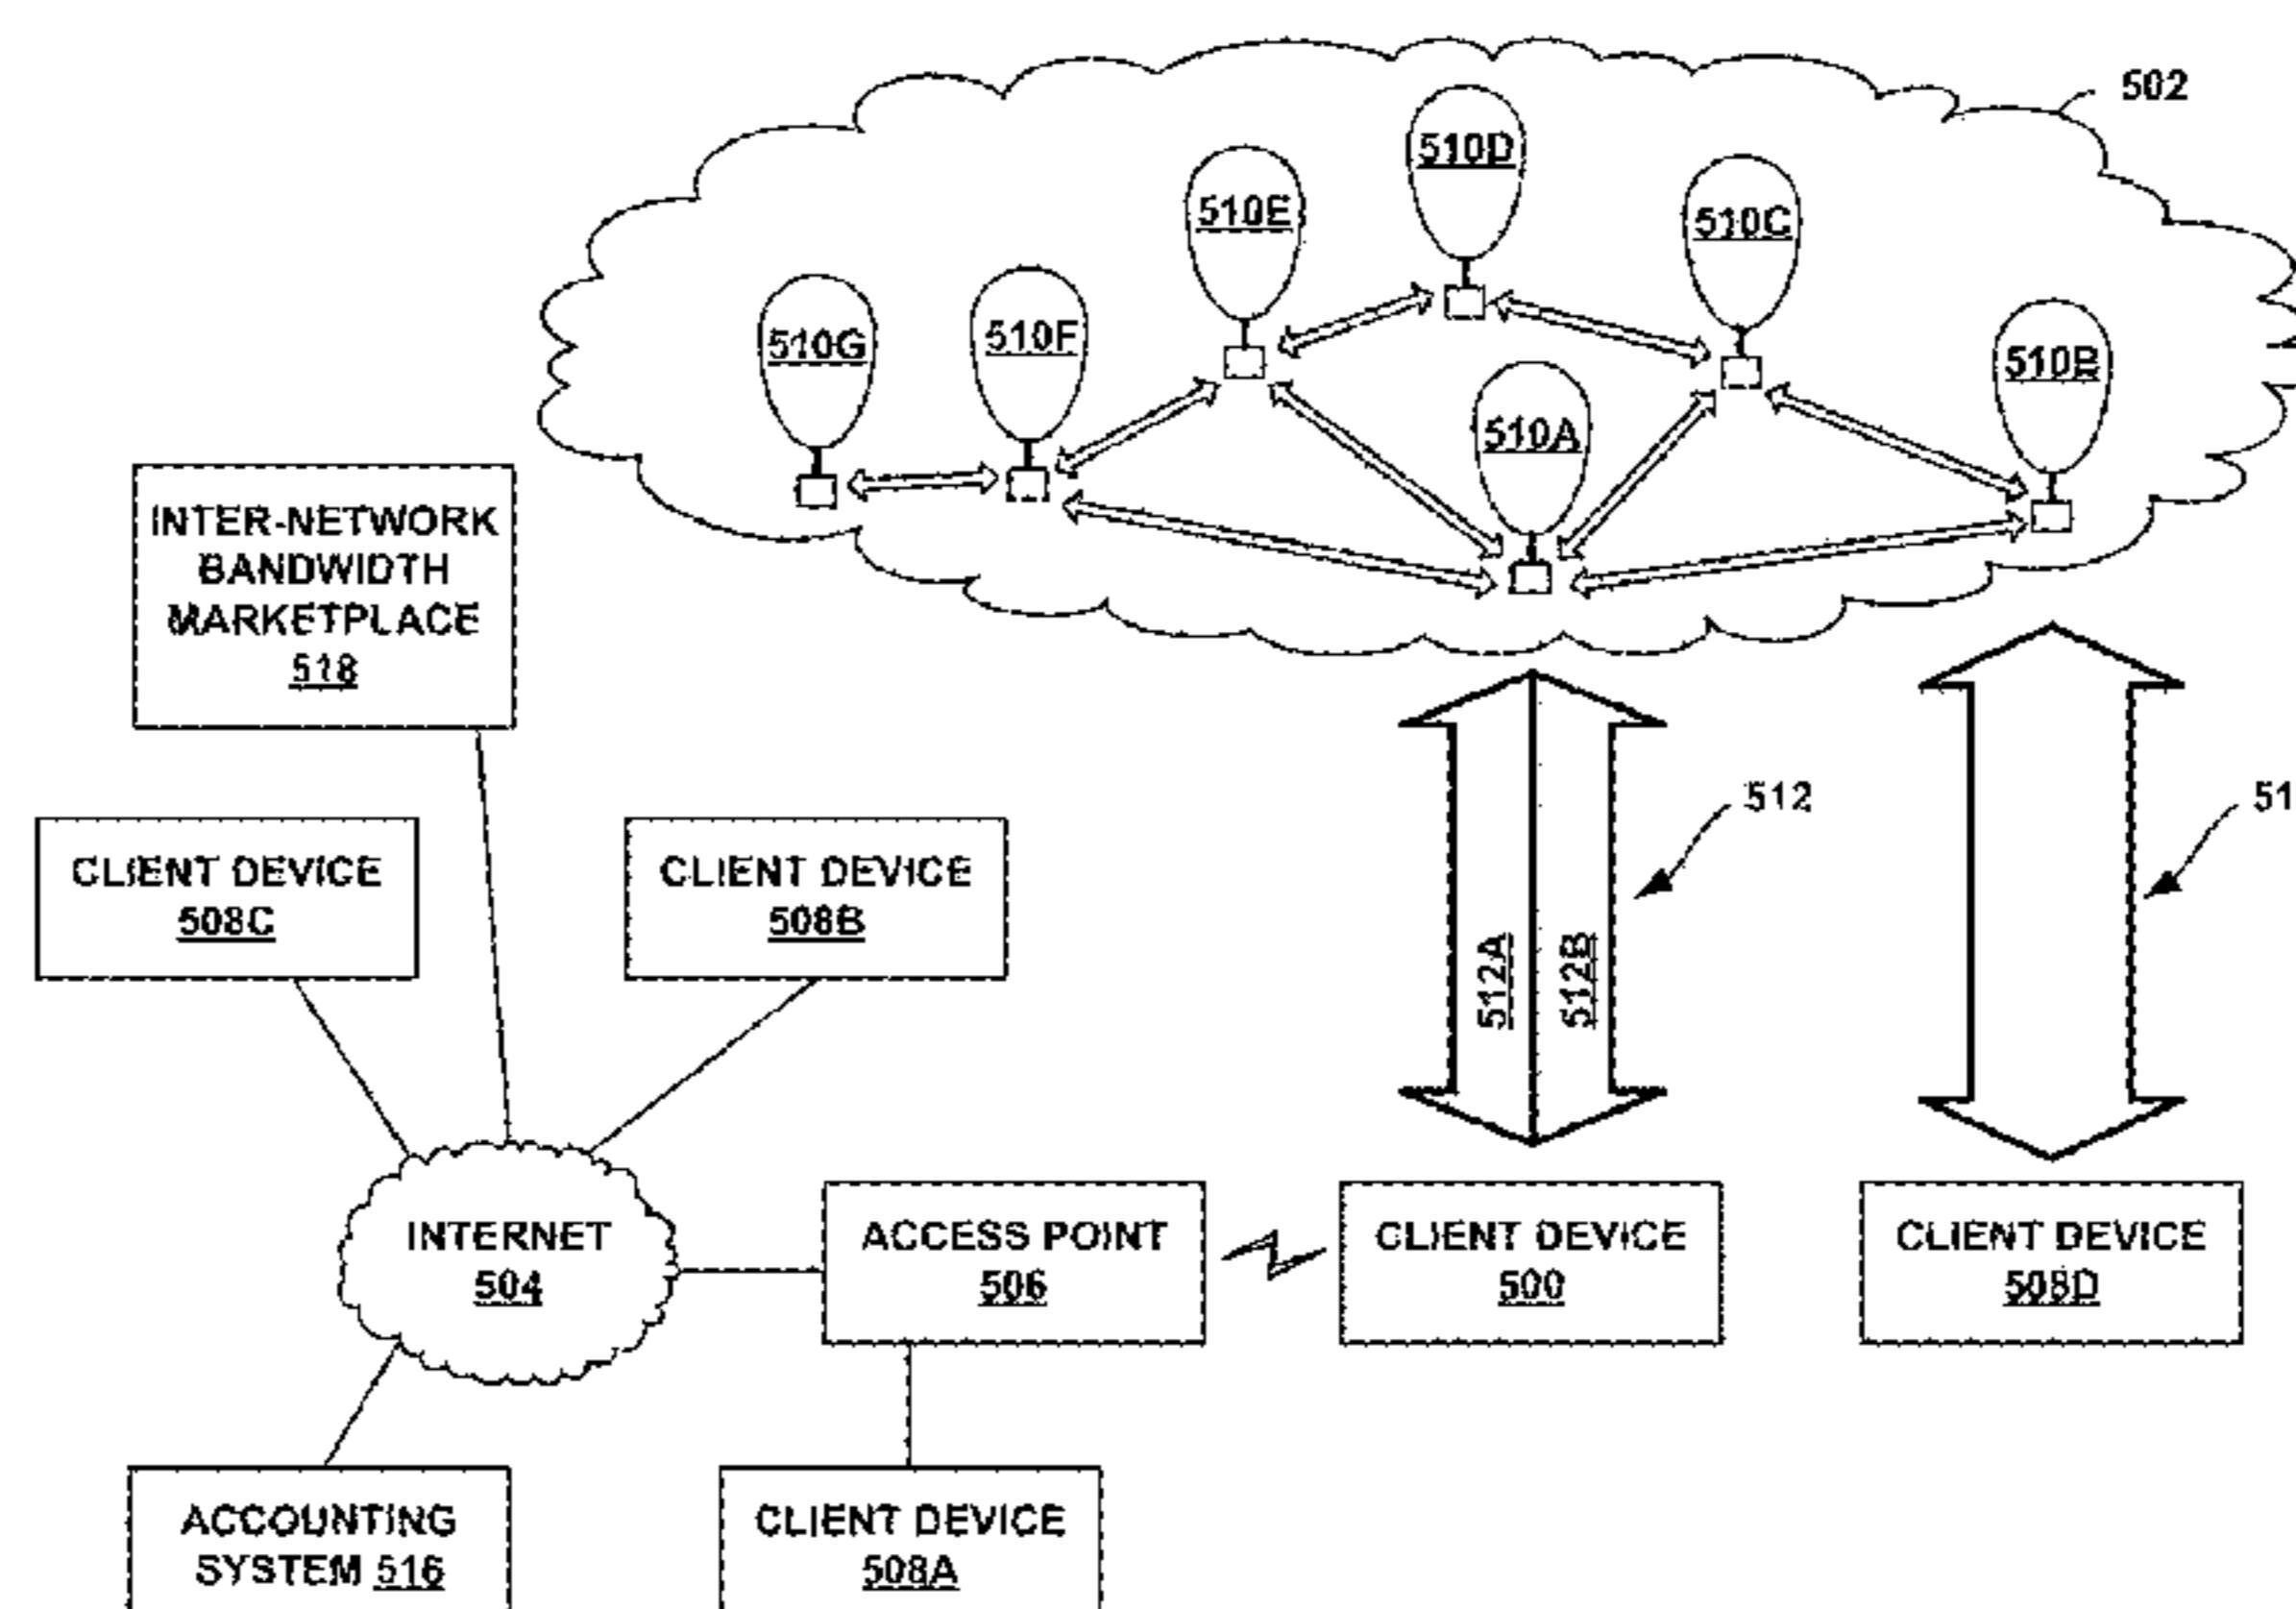 502
510D
510E
510C
510G
510F
510B
510A
INTER-NETWORK
BANDWIDTH
MARKETPLACE
518
512
51
CLIENT DEVICE
508C
CLIENT DEVICE
508B
512A
512B
INTERNET
504
ACCESS POINT
506
CLIENT DEVICE
500
CLIENT DEVICE
508D
ACCOUNTING
SYSTEM 516
CLIENT DEVICE
508A